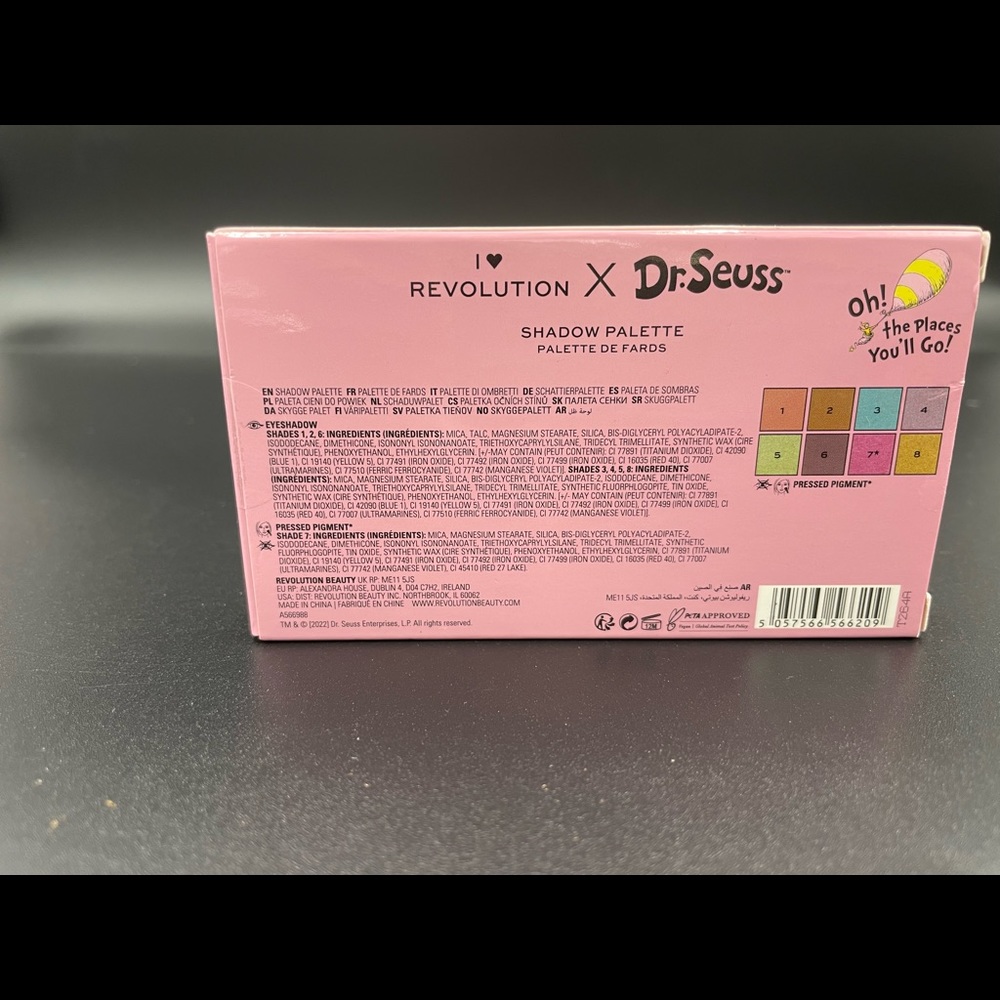 I ♥
REVOLUTION X Dr. Seuss™
Oh!
the Places
You'll Go!
SHADOW PALETTE
PALETTE DE FARDS
EN SHADOW PALETTE FR PALETTE DE FARDS IT PALETTE DI OMBRETTI DE SCHATTIERPALETTE ES PALETA DE SOMBRAS
PL PALETA CIENI DO POWIEK NL SCHADUWPALET CS PALETKA OČNÍCH STÍNŮ SK ПАЛЕТА СЕНКИ SR SKUGGPALETT
DA SKYGGE PALET FI VÄRIPALETTI SV PALETKA TIEŇOV NO SKYGGEPALETT AR لوحة ظل
EYESHADOW
SHADES 1, 2, 6: INGREDIENTS (INGRÉDIENTS): MICA, TALC, MAGNESIUM STEARATE, SILICA, BIS-DIGLYCERYL POLYACYLADIPATE-2,
ISODODECANE, DIMETHICONE, ISONONYL ISONONANOATE, TRIETHOXYCAPRYLYLSILANE, TRIDECYL TRIMELLITATE, SYNTHETIC WAX (CIRE
SYNTHÉTIQUE), PHENOXYETHANOL, ETHYLHEXYLGLYCERIN. [+/-MAY CONTAIN (PEUT CONTENIR): CI 77891 (TITANIUM DIOXIDE), CI 42090
(BLUE 1), CI 19140 (YELLOW 5), CI 77491 (IRON OXIDE), CI 77492 (IRON OXIDE), CI 77499 (IRON OXIDE), CI 16035 (RED 40), CI 77007
(ULTRAMARINES), CI 77510 (FERRIC FERROCYANIDE), CI 77742 (MANGANESE VIOLET)]. SHADES 3, 4, 5, 8: INGREDIENTS
(INGRÉDIENTS): MICA, MAGNESIUM STEARATE, SILICA, BIS-DIGLYCERYL POLYACYLADIPATE-2, ISODODECANE, DIMETHICONE,
ISONONYL ISONONANOATE, TRIETHOXYCAPRYLYLSILANE, TRIDECYL TRIMELLITATE, SYNTHETIC FLUORPHLOGOPITE, TIN OXIDE,
SYNTHETIC WAX (CIRE SYNTHÉTIQUE), PHENOXYETHANOL, ETHYLHEXYLGLYCERIN. [+/- MAY CONTAIN (PEUT CONTENIR): CI 77891
(TITANIUM DIOXIDE), CI 42090 (BLUE 1), CI 19140 (YELLOW 5), CI 77491 (IRON OXIDE), CI 77492 (IRON OXIDE), CI 77499 (IRON OXIDE), CI
16035 (RED 40), CI 77007 (ULTRAMARINES), CI 77510 (FERRIC FERROCYANIDE), CI 77742 (MANGANESE VIOLET)].
PRESSED PIGMENT*
SHADE 7: INGREDIENTS (INGRÉDIENTS): MICA, MAGNESIUM STEARATE, SILICA, BIS-DIGLYCERYL POLYACYLADIPATE-2,
ISODODECANE, DIMETHICONE, ISONONYL ISONONANOATE, TRIETHOXYCAPRYLYLSILANE, TRIDECYL TRIMELLITATE, SYNTHETIC
FLUORPHLOGOPITE, TIN OXIDE, SYNTHETIC WAX (CIRE SYNTHÉTIQUE), PHENOXYETHANOL, ETHYLHEXYLGLYCERIN, CI 77891 (TITANIUM
DIOXIDE), CI 19140 (YELLOW 5), CI 77491 (IRON OXIDE), CI 77492 (IRON OXIDE), CI 77499 (IRON OXIDE), CI 16035 (RED 40), CI 77007
(ULTRAMARINES), CI 77742 (MANGANESE VIOLET), CI 45410 (RED 27 LAKE).
REVOLUTION BEAUTY UK RP: ME11 5JS
EU RP: ALEXANDRA HOUSE, DUBLIN 4, D04 C7H2, IRELAND
USA: DIST: REVOLUTION BEAUTY INC. NORTHBROOK, IL 60062
MADE IN CHINA | FABRIQUÉ EN CHINE WWW.REVOLUTIONBEAUTY.COM
A566988
TM & © [2022] Dr. Seuss Enterprises, L.P. All rights reserved.
1 2 3 4
5 6 7* 8
PRESSED PIGMENT*
AR صنع في الصين
ريفوليوشن بيوتي، كنت، المملكة المتحدة، ME11 5JS
12M
PETA APPROVED
Vegan | Global Animal Test Policy
5 057566 566209
T264A